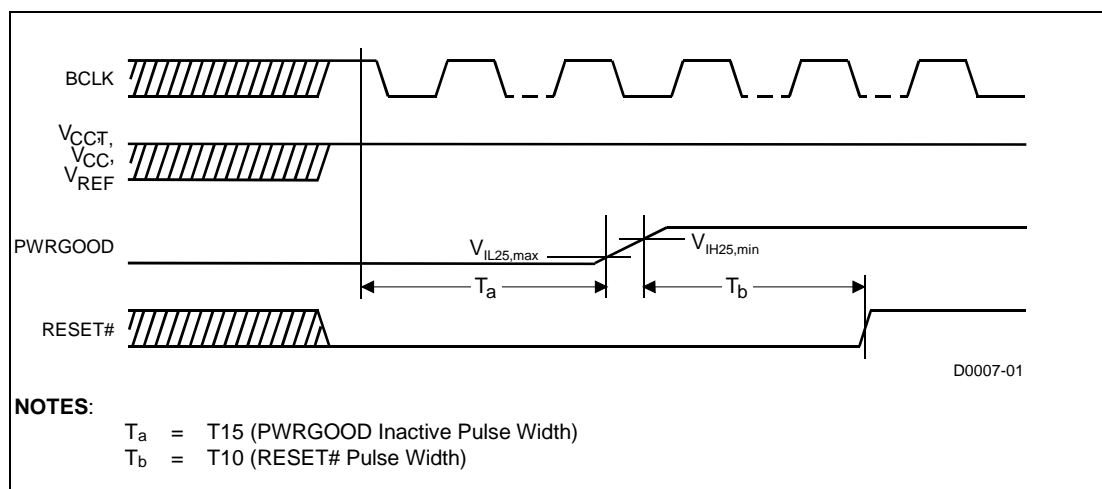 BCLK
VCCT,
VCC,
VREF
PWRGOOD
VIL25,max
VIH25,min
Ta
Tb
RESET#
D0007-01
NOTES:
Ta = T15 (PWRGOOD Inactive Pulse Width)
Tb = T10 (RESET# Pulse Width)